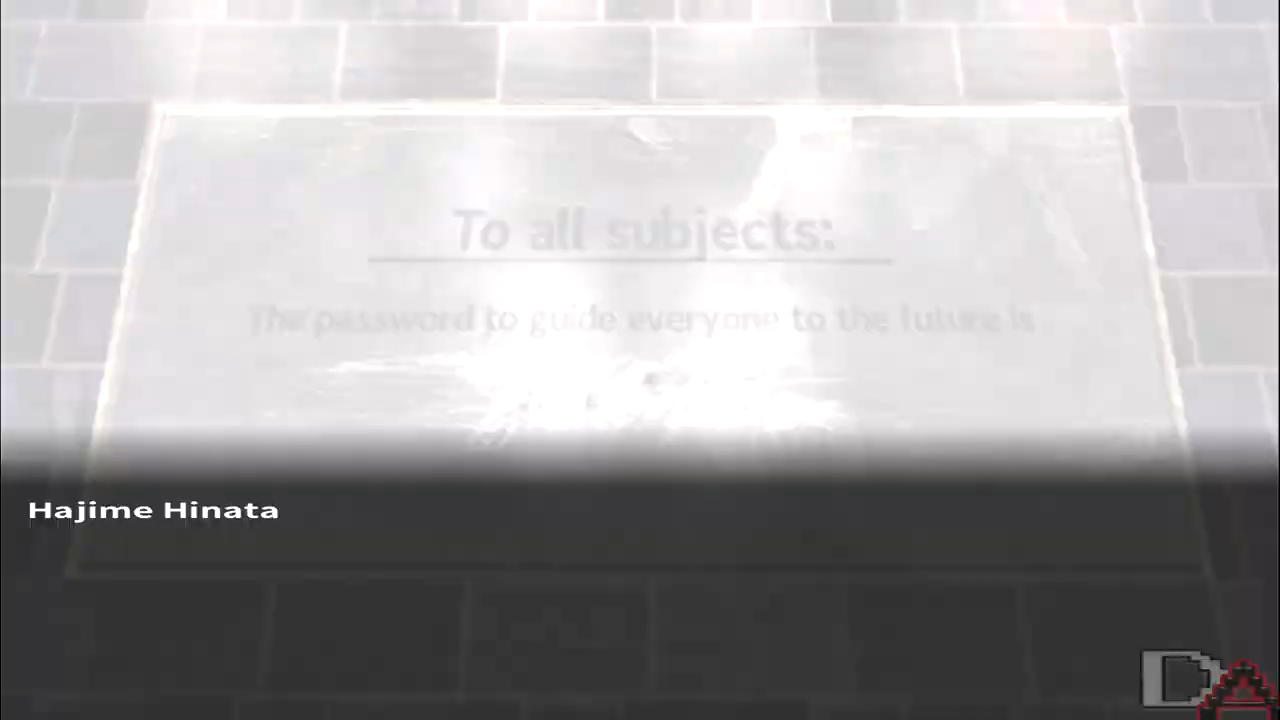 To all subjects:
The password to guide everyone to the future is
Hajime Hinata